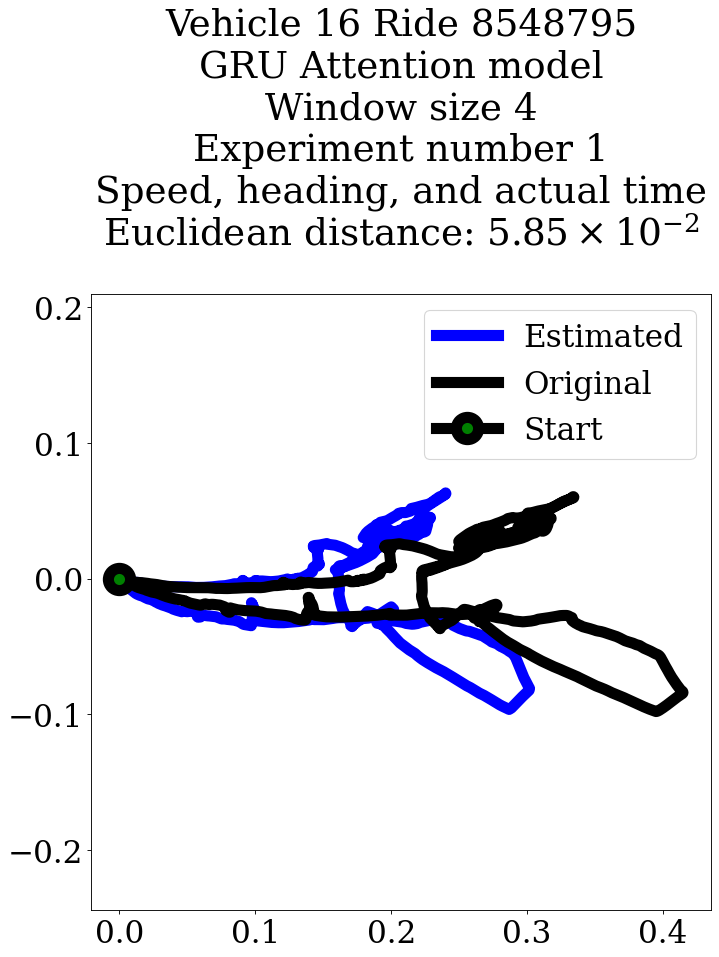 Vehicle 16 Ride 8548795
GRU Attention model
Window size 4
Experiment number 1
Speed, heading, and actual time
Euclidean distance: 5.85 × 10⁻²
Estimated
Original
Start
0.2
0.1
0.0
−0.1
−0.2
0.0 0.1 0.2 0.3 0.4